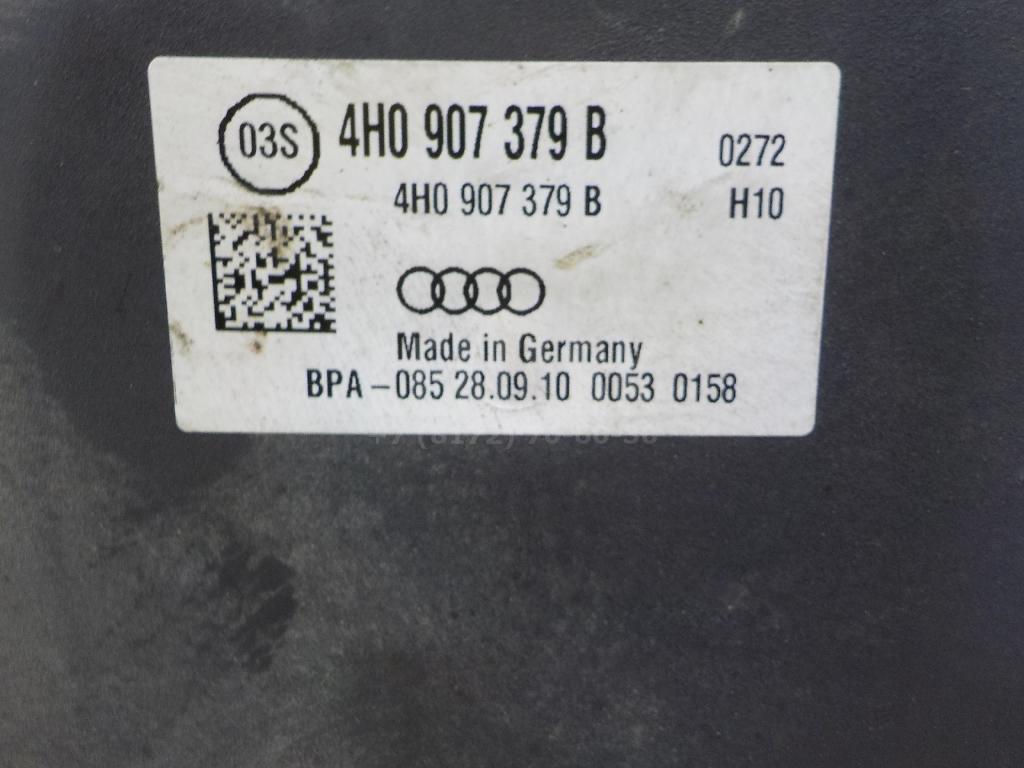 03S 4H0 907 379 B 0272
4H0 907 379 B H10
Made in Germany
BPA – 085 28.09.10 0053 0158